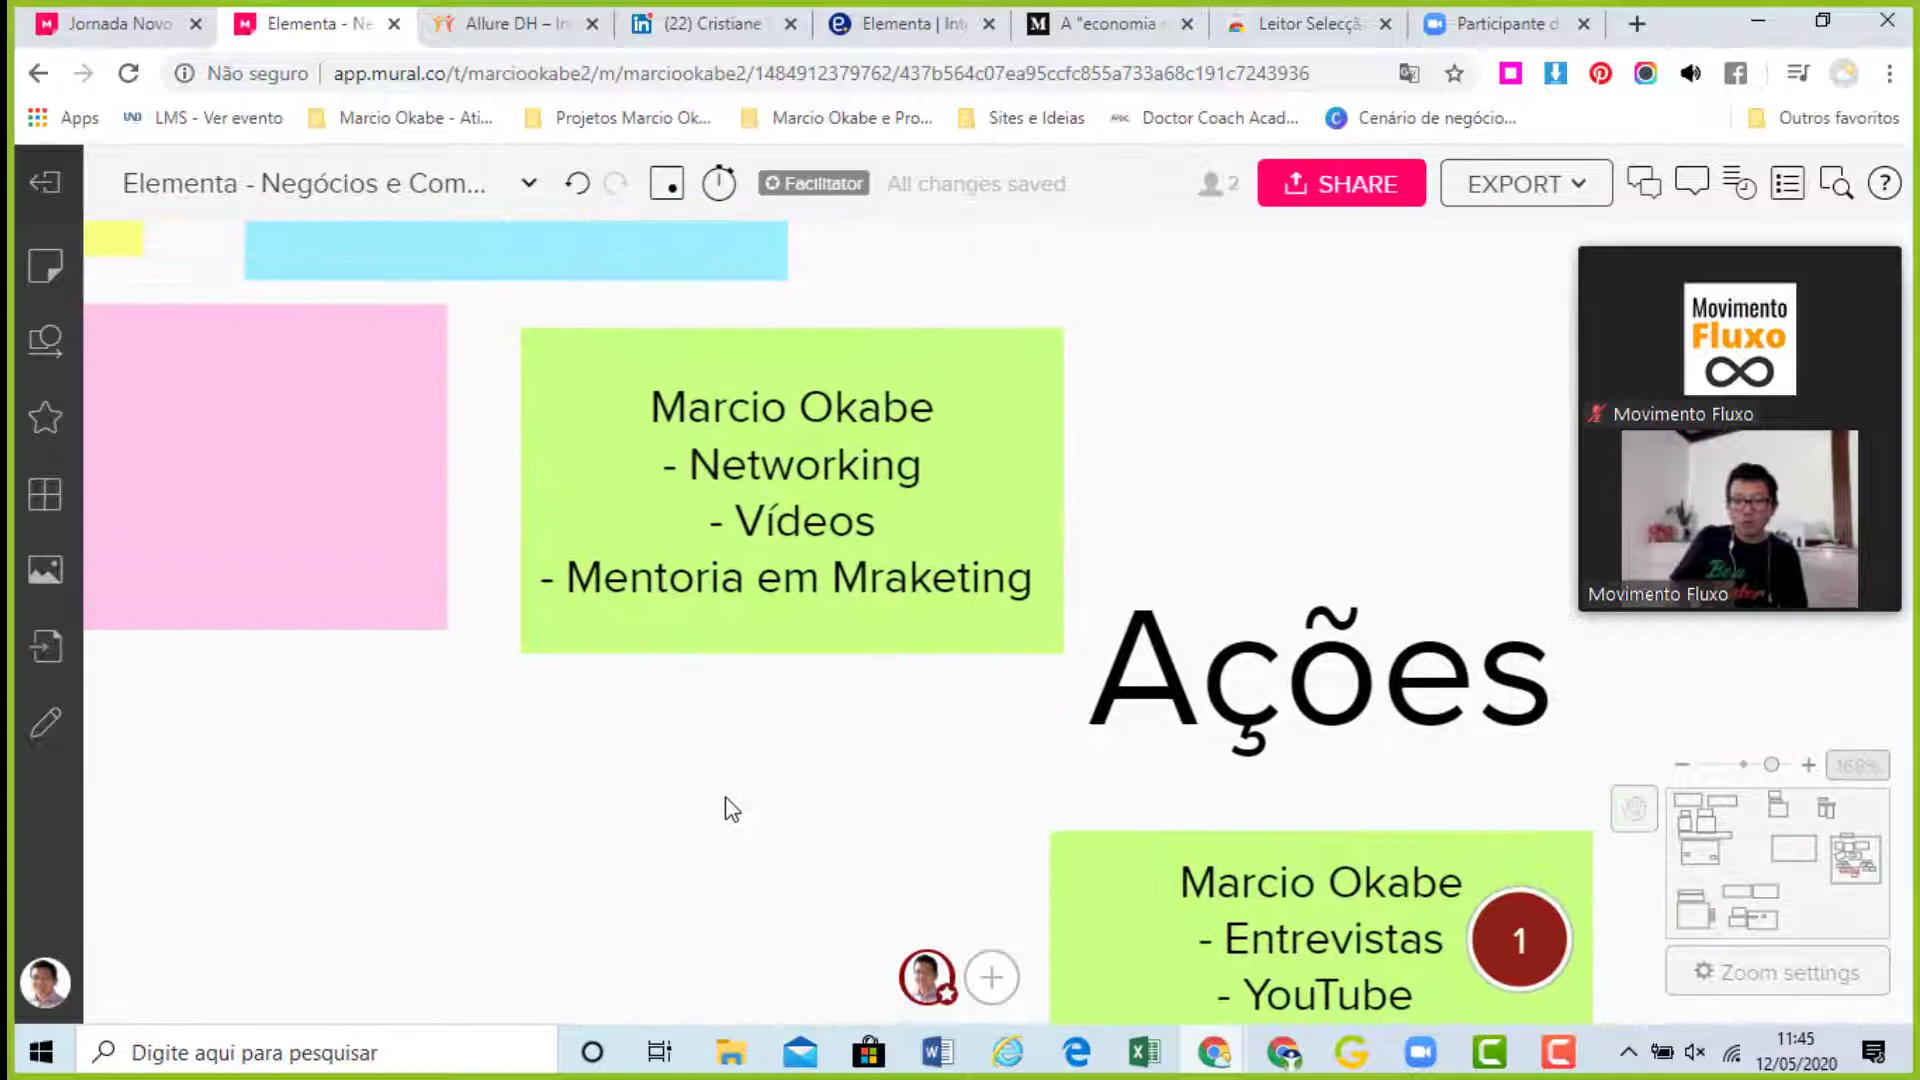 Jornada Novo
Elementa - Ne
Allure DH – In
(22) Cristiane
Elementa | Int
A "economia
Leitor Selecçã
Participante d
Não seguro
app.mural.co/t/marciookabe2/m/marciookabe2/1484912379762/437b564c07ea95ccfc855a733a68c191c7243936
Apps
LMS - Ver evento
Marcio Okabe - Ati...
Projetos Marcio Ok...
Marcio Okabe e Pro...
Sites e Ideias
Doctor Coach Acad...
Cenário de negócio...
Outros favoritos
Elementa - Negócios e Com...
Facilitator
All changes saved
2
SHARE
EXPORT
Movimento
Fluxo
Movimento Fluxo
Movimento Fluxo
Marcio Okabe
- Networking
- Vídeos
- Mentoria em Mraketing
Ações
168%
Marcio Okabe
- Entrevistas
- YouTube
1
Zoom settings
Digite aqui para pesquisar
11:45
12/05/2020